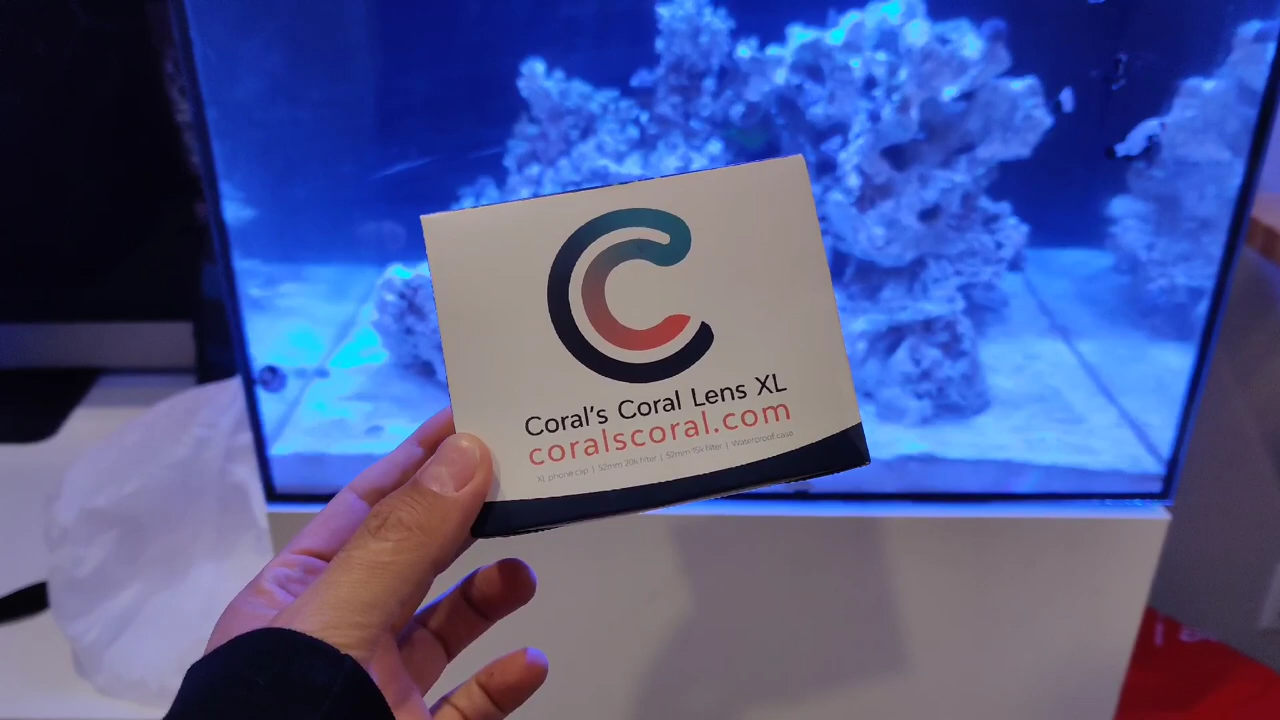 Coral's Coral Lens XL
coralscoral.com
XL phone cap | 52mm 20k filter | 52mm 15k filter | Waterproof case